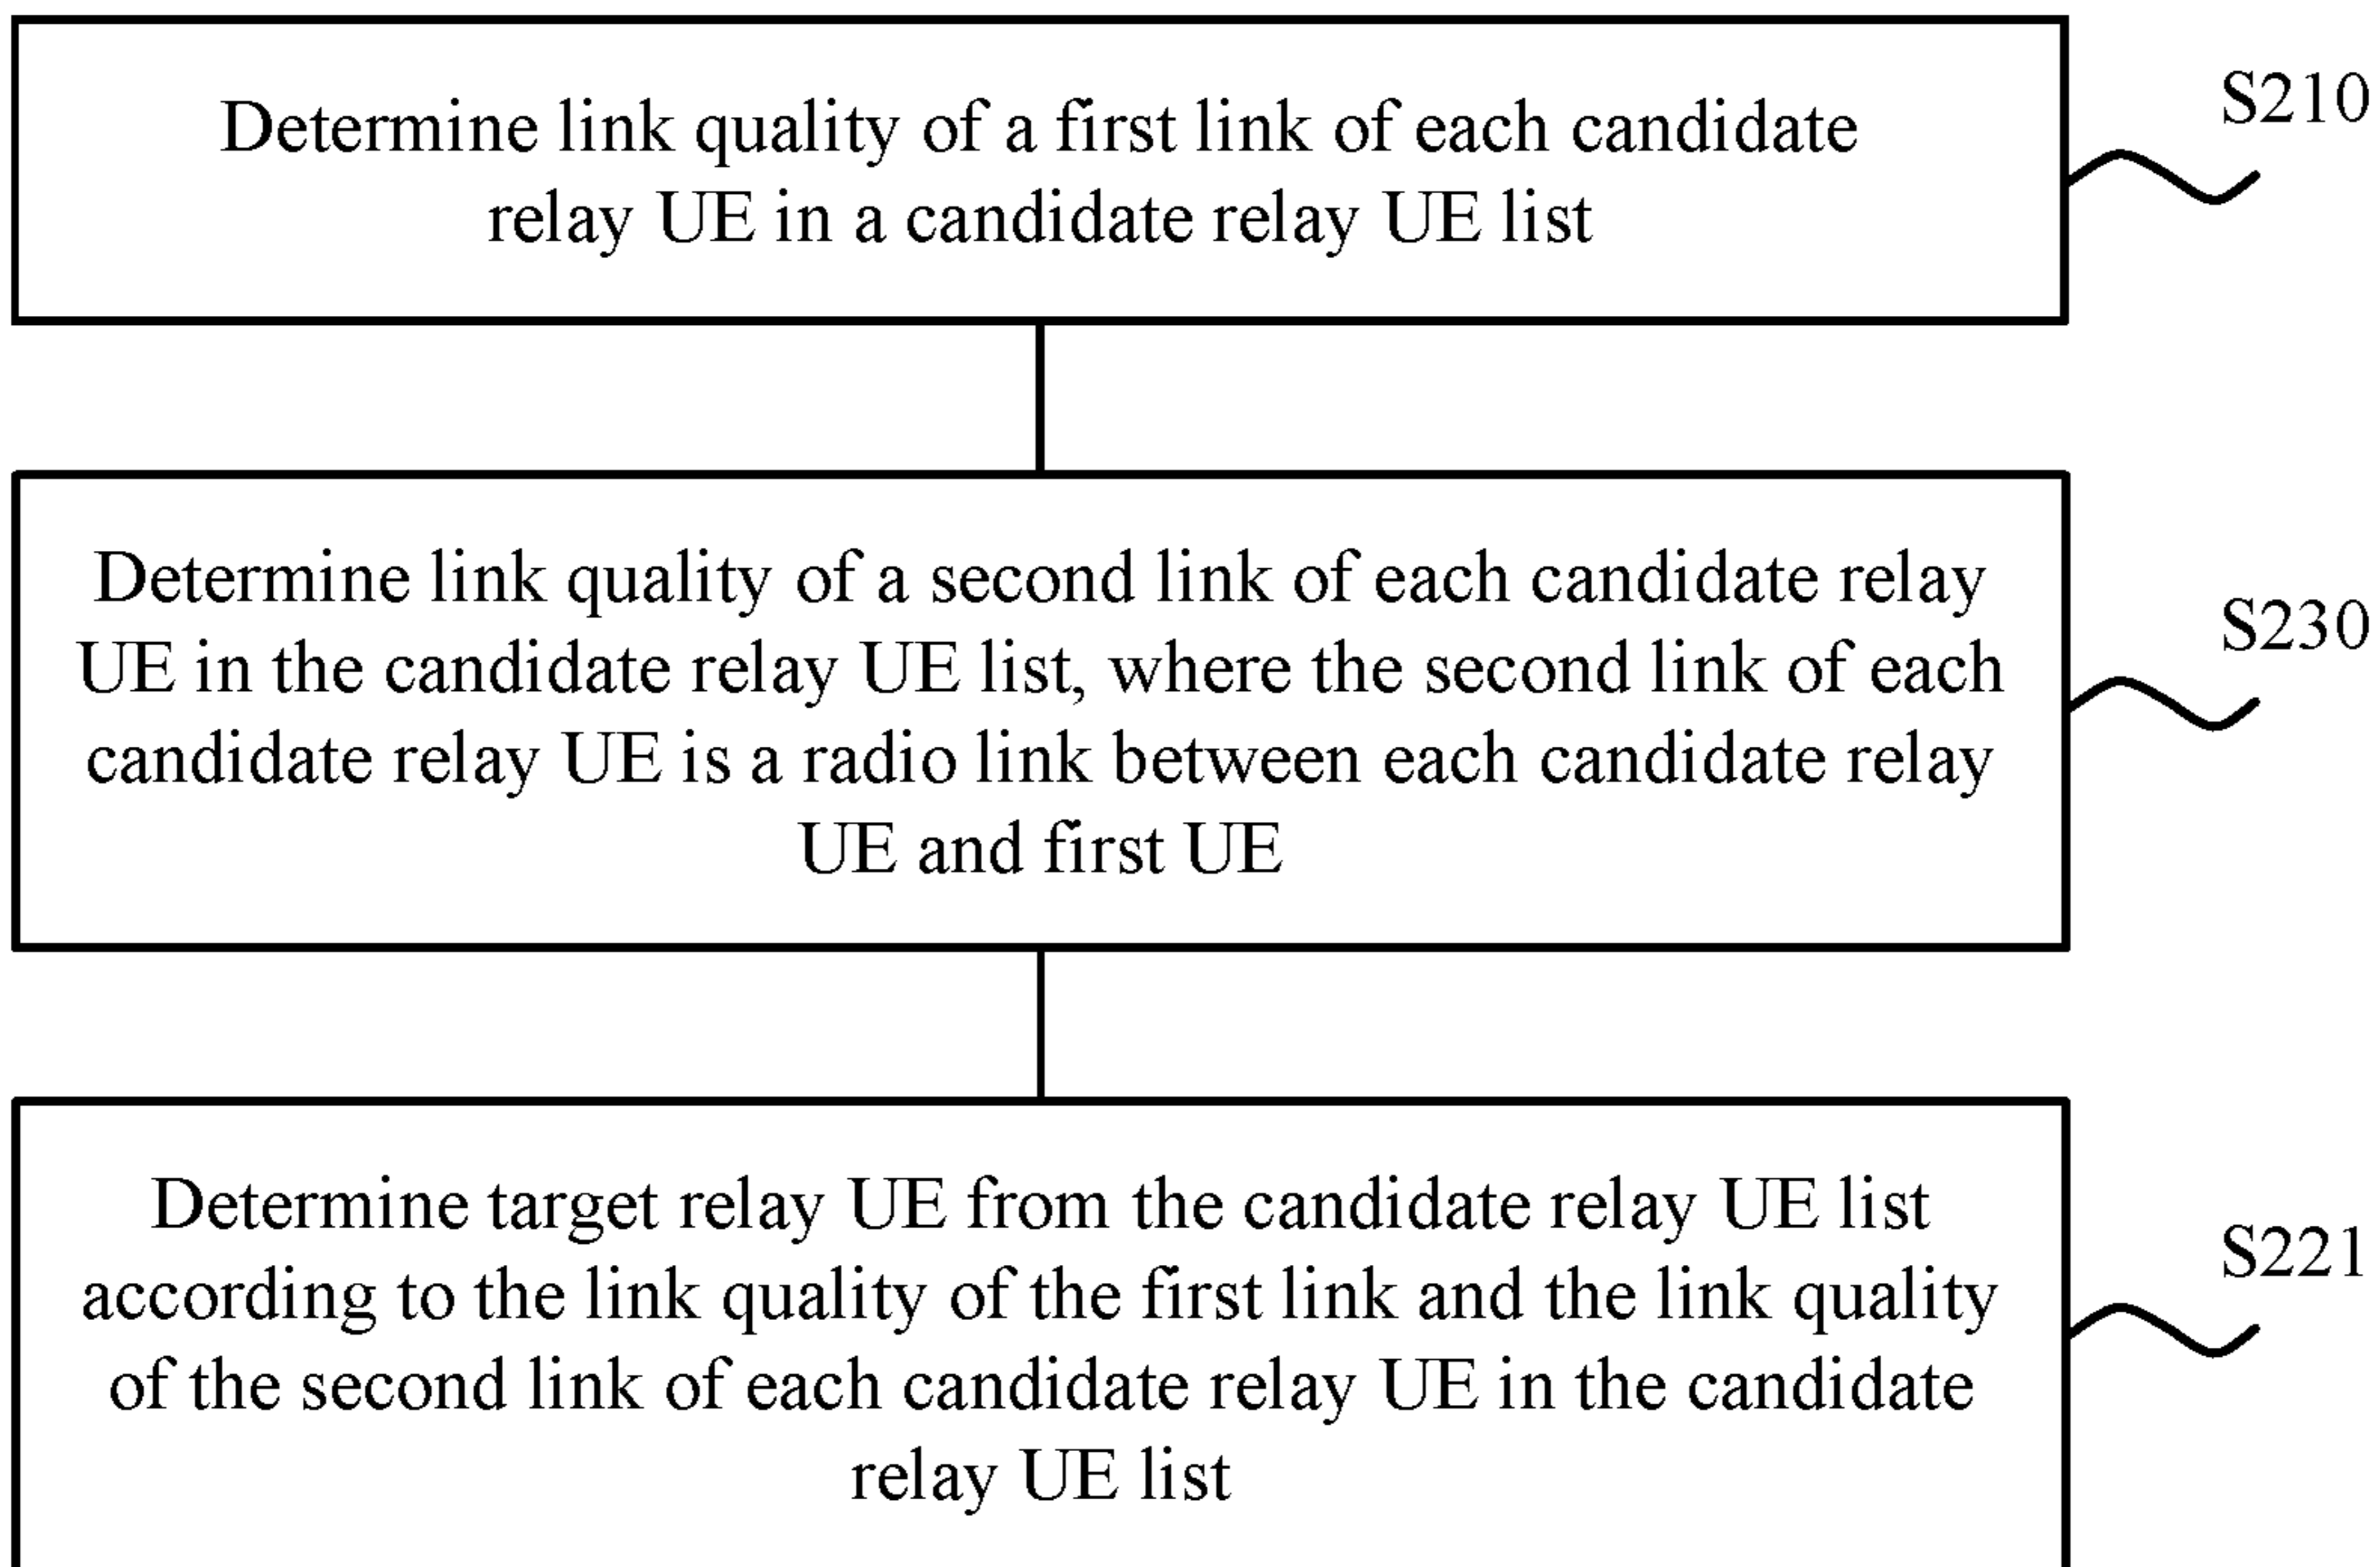 Determine link quality of a first link of each candidate
relay UE in a candidate relay UE list
S210
Determine link quality of a second link of each candidate relay
UE in the candidate relay UE list, where the second link of each
candidate relay UE is a radio link between each candidate relay
UE and first UE
S230
Determine target relay UE from the candidate relay UE list
according to the link quality of the first link and the link quality
of the second link of each candidate relay UE in the candidate
relay UE list
S221